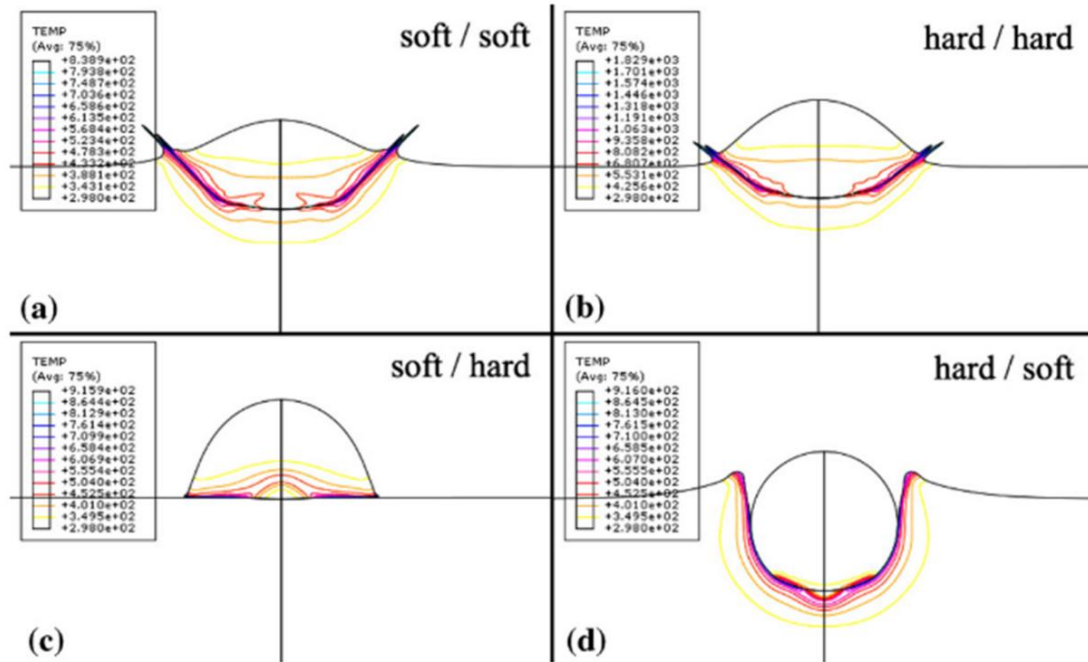 soft / soft
TEMP
(Avg: 75%)
+8.389e+02
+7.938e+02
+7.487e+02
+7.036e+02
+6.586e+02
+6.135e+02
+5.684e+02
+5.234e+02
+4.783e+02
+4.332e+02
+3.881e+02
+3.431e+02
+2.980e+02
(a)
hard / hard
TEMP
(Avg: 75%)
+1.829e+03
+1.701e+03
+1.574e+03
+1.446e+03
+1.318e+03
+1.191e+03
+1.063e+03
+9.358e+02
+8.082e+02
+6.807e+02
+5.531e+02
+4.256e+02
+2.980e+02
(b)
soft / hard
TEMP
(Avg: 75%)
+9.159e+02
+8.644e+02
+8.129e+02
+7.614e+02
+7.099e+02
+6.584e+02
+6.069e+02
+5.554e+02
+5.040e+02
+4.525e+02
+4.010e+02
+3.495e+02
+2.980e+02
(c)
hard / soft
TEMP
(Avg: 75%)
+9.160e+02
+8.645e+02
+8.130e+02
+7.615e+02
+7.100e+02
+6.585e+02
+6.070e+02
+5.555e+02
+5.040e+02
+4.525e+02
+4.010e+02
+3.495e+02
+2.980e+02
(d)